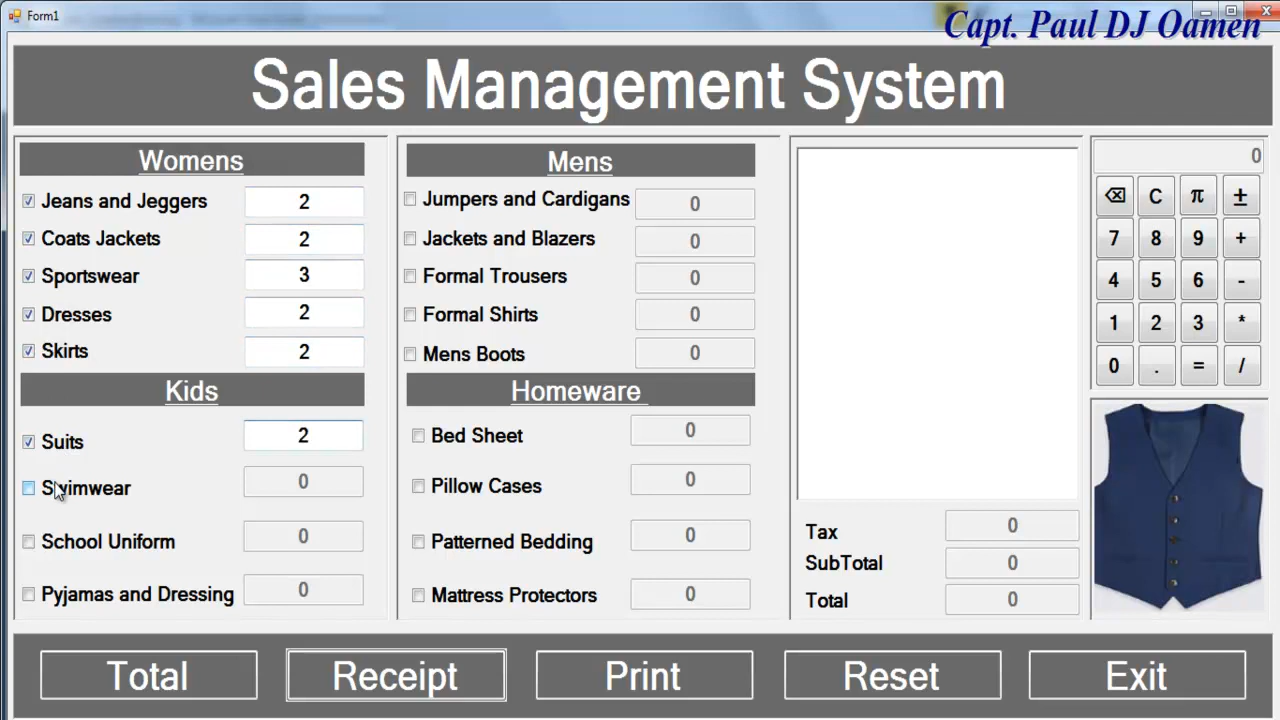 Form1
Capt. Paul DJ Oamen
Sales Management System
Womens
Jeans and Jeggers 2
Coats Jackets 2
Sportswear 3
Dresses 2
Skirts 2
Kids
Suits 2
Swimwear 0
School Uniform 0
Pyjamas and Dressing 0
Mens
Jumpers and Cardigans 0
Jackets and Blazers 0
Formal Trousers 0
Formal Shirts 0
Mens Boots 0
Homeware
Bed Sheet 0
Pillow Cases 0
Patterned Bedding 0
Mattress Protectors 0
Tax 0
SubTotal 0
Total 0
0
⌫ C π ±
7 8 9 +
4 5 6 -
1 2 3 *
0 . = /
Total Receipt Print Reset Exit